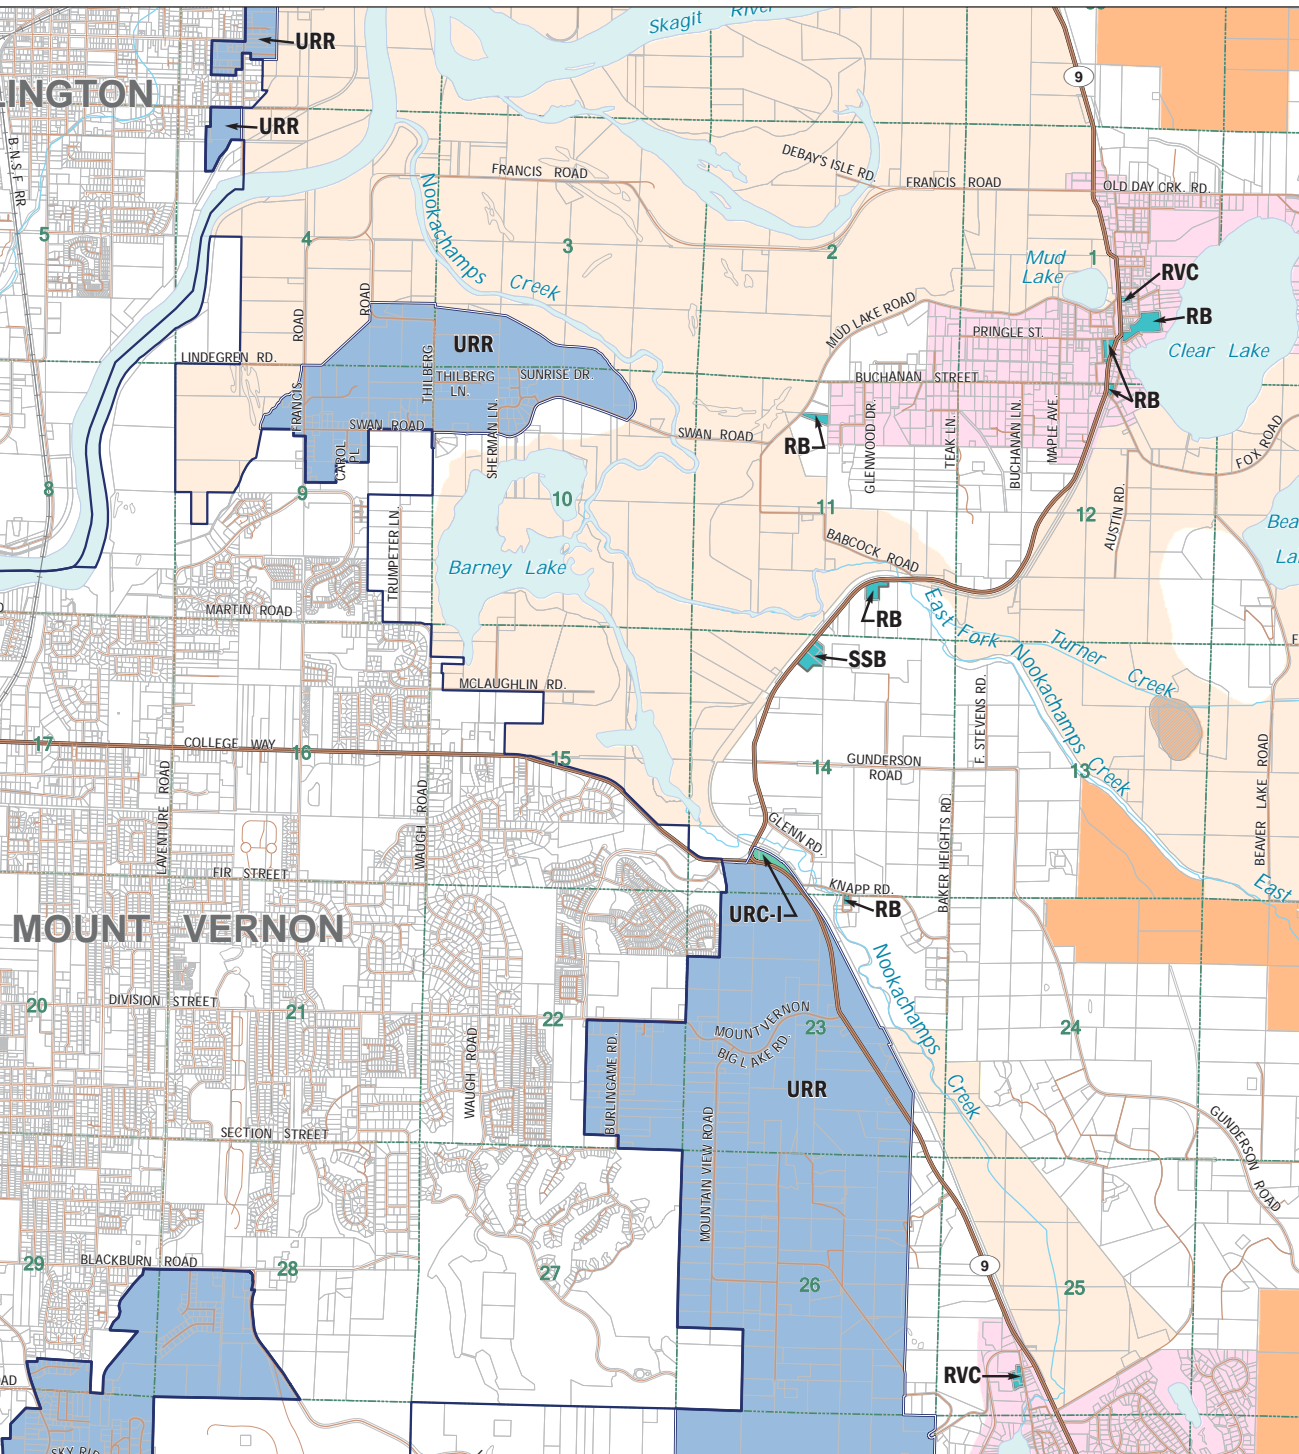 Skagit River
URR
9
LINGTON
URR
B.N.S.F RR
DEBAY'S ISLE RD.
FRANCIS ROAD
FRANCIS ROAD
OLD DAY CRK. RD.
Nookachamps
Creek
5
4
3
2
1
Mud
Lake
RVC
RB
MUD LAKE ROAD
PRINGLE ST.
Clear Lake
ROAD
ROAD
LINDEGREN RD.
URR
THILBERG
THILBERG
LN.
SUNRISE DR.
BUCHANAN STREET
RB
FRANCIS
SWAN ROAD
SWAN ROAD
CAROL
PL
SHERMAN LN.
RB
GLENWOOD DR.
TEAK LN.
BUCHANAN LN.
MAPLE AVE.
FOX ROAD
8
9
10
11
12
AUSTIN RD.
Bea
La
TRUMPETER LN.
Barney Lake
BABCOCK ROAD
MARTIN ROAD
RB
SSB
East Fork
Nookachamps
Creek
Turner
Creek
MCLAUGHLIN RD.
F. STEVENS RD.
17
COLLEGE WAY
16
15
14
GUNDERSON
ROAD
13
LAVENTURE ROAD
WAUGH ROAD
BAKER HEIGHTS RD.
BEAVER LAKE ROAD
GLENN RD.
FIR STREET
KNAPP RD.
East
URC-I
RB
MOUNT VERNON
Nookachamps
Creek
20
DIVISION STREET
21
22
MOUNT VERNON
BIG LAKE RD.
23
24
WAUGH ROAD
BURLINGAME RD.
URR
MOUNTAIN VIEW ROAD
SECTION STREET
GUNDERSON ROAD
29
BLACKBURN ROAD
28
27
26
9
25
AD
RVC